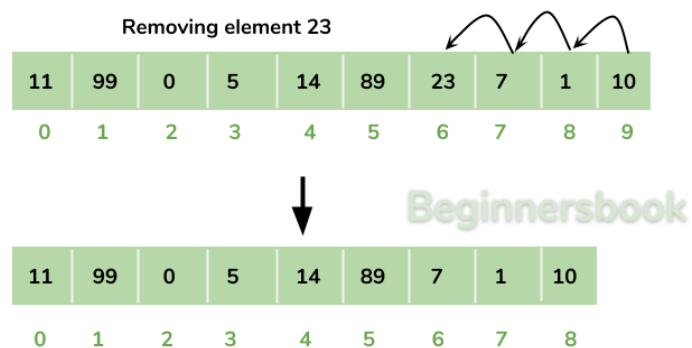 Removing element 23
11 99 0 5 14 89 23 7 1 10
0 1 2 3 4 5 6 7 8 9
Beginnersbook
11 99 0 5 14 89 7 1 10
0 1 2 3 4 5 6 7 8